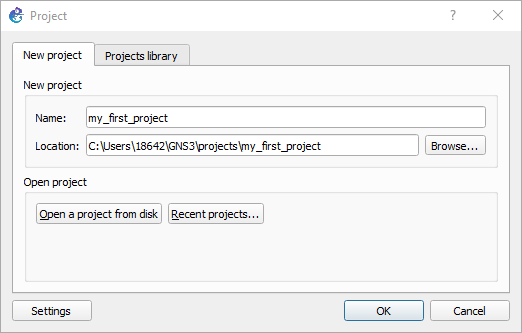 Project
?
New project Projects library
New project
Name: my_first_project
Location: C:\Users\18642\GNS3\projects\my_first_project Browse...
Open project
Open a project from disk Recent projects...
Settings OK Cancel